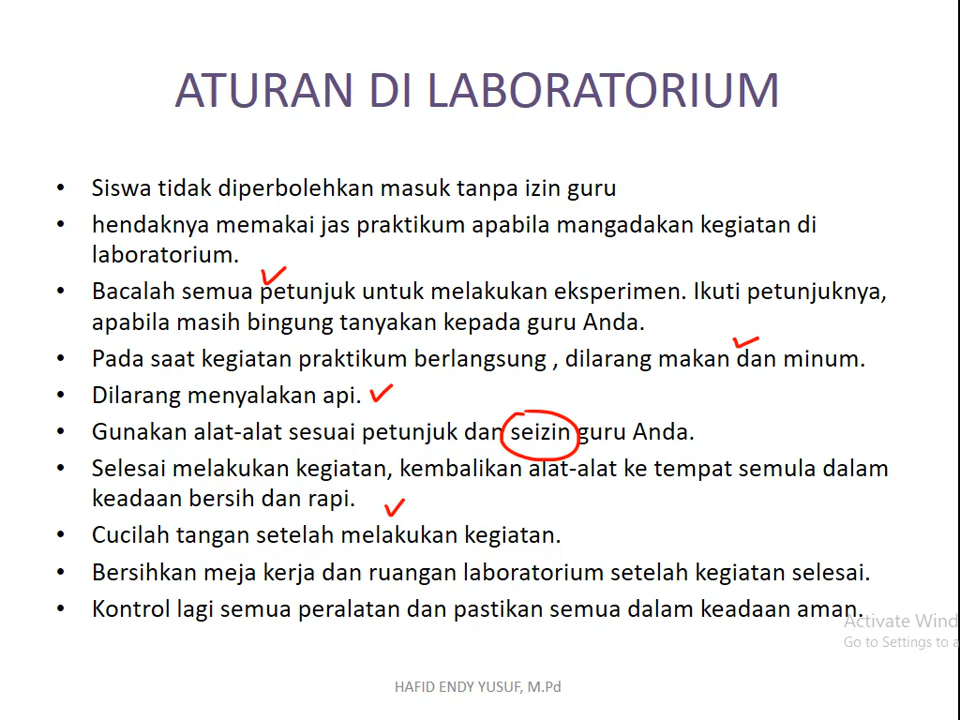 ATURAN DI LABORATORIUM
• Siswa tidak diperbolehkan masuk tanpa izin guru
• hendaknya memakai jas praktikum apabila mangadakan kegiatan di
laboratorium.
• Bacalah semua petunjuk untuk melakukan eksperimen. Ikuti petunjuknya,
apabila masih bingung tanyakan kepada guru Anda.
• Pada saat kegiatan praktikum berlangsung , dilarang makan dan minum.
• Dilarang menyalakan api.
• Gunakan alat-alat sesuai petunjuk dan seizin guru Anda.
• Selesai melakukan kegiatan, kembalikan alat-alat ke tempat semula dalam
keadaan bersih dan rapi.
• Cucilah tangan setelah melakukan kegiatan.
• Bersihkan meja kerja dan ruangan laboratorium setelah kegiatan selesai.
• Kontrol lagi semua peralatan dan pastikan semua dalam keadaan aman.
Activate Wind
Go to Settings to a
HAFID ENDY YUSUF, M.Pd